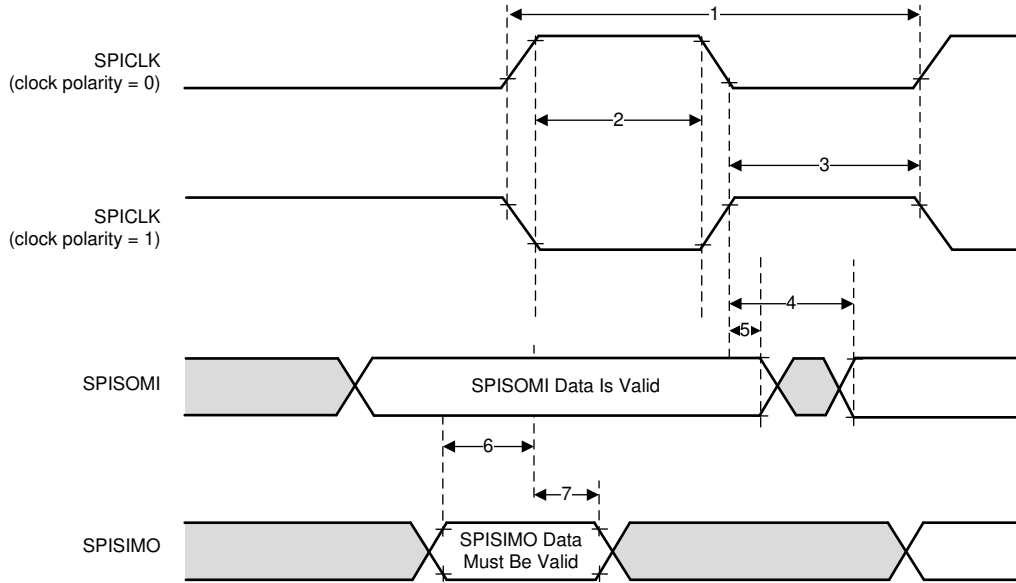 1
SPICLK
(clock polarity = 0)
2
3
SPICLK
(clock polarity = 1)
4
5
SPISOMI
SPISOMI Data Is Valid
6
7
SPISIMO
SPISIMO Data
Must Be Valid